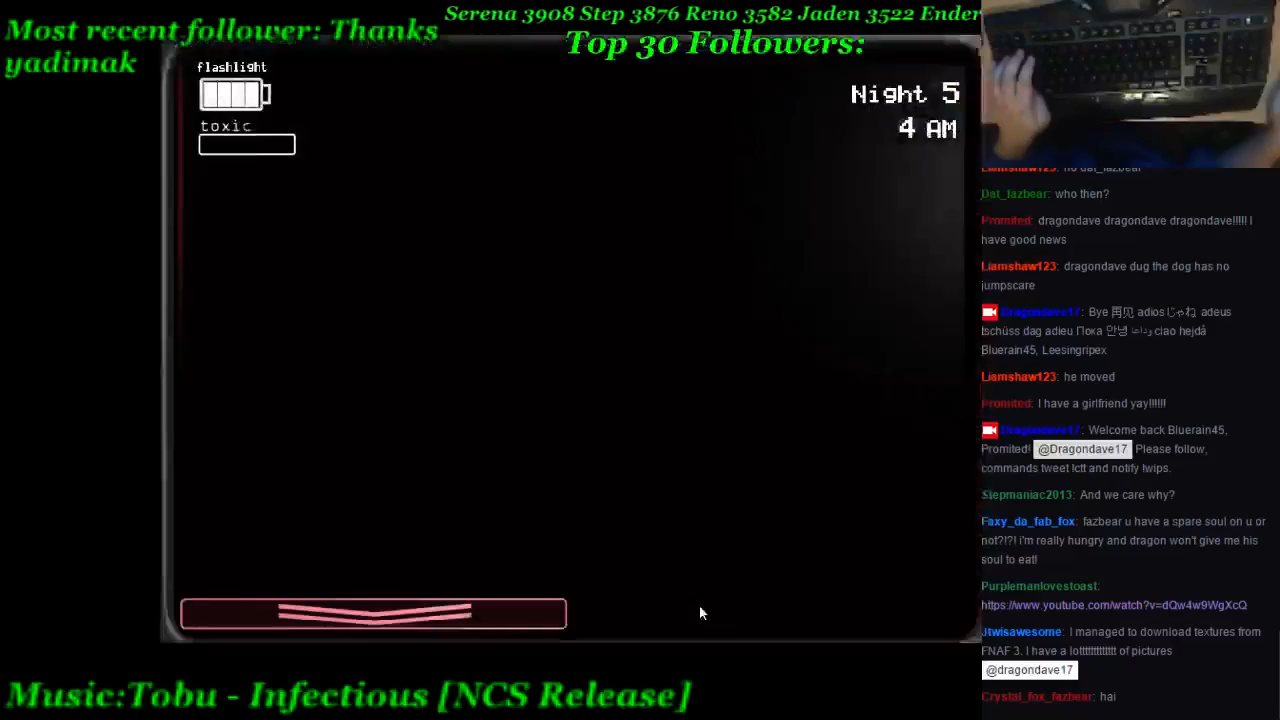 Most recent follower: Thanks
yadimak
Serena 3908 Step 3876 Reno 3582 Jaden 3522 Ender
Top 30 Followers:
flashlight
toxic
Night 5
4 AM
Liamshaw123: no dat_fazbear
Dat_fazbear: who then?
Promited: dragondave dragondave dragondave!!!!! I
have good news
Liamshaw123: dragondave dug the dog has no
jumpscare
Dragondave17: Bye 再见 adios じゃね adeus
tschüss dag adieu Пока 안녕 وداعا ciao hejdå
Bluerain45, Leesingripex
Liamshaw123: he moved
Promited: I have a girlfriend yay!!!!!!
Dragondave17: Welcome back Bluerain45,
Promited! @Dragondave17 Please follow,
commands tweet !ctt and notify !wips.
Stepmaniac2013: And we care why?
Faxy_da_fab_fox: fazbear u have a spare soul on u or
not?!?! i'm really hungry and dragon won't give me his
soul to eat!
Purplemanlovestoast:
https://www.youtube.com/watch?v=dQw4w9WgXcQ
Jtwisawesome: I managed to download textures from
FNAF 3. I have a lottttttttttttttt of pictures
@dragondave17
Crystal_fox_fazbear: hai
Music:Tobu - Infectious [NCS Release]